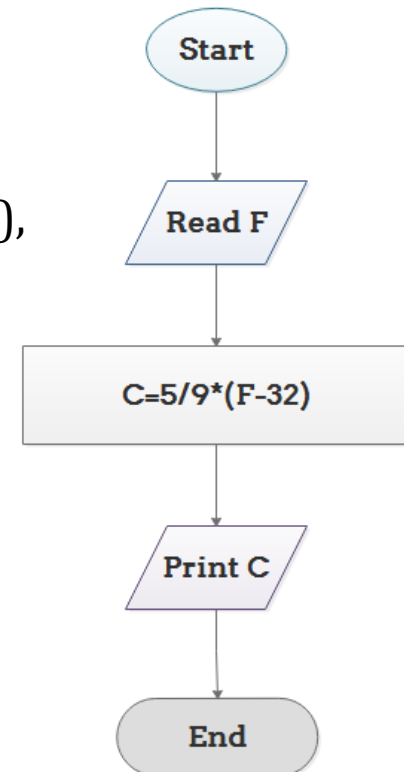 Start
Read F
),
C=5/9*(F-32)
Print C
End